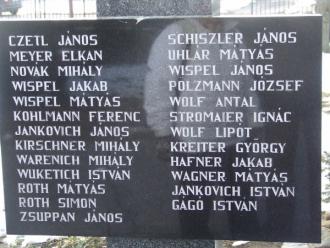 CZETL JÁNOS
MEYER ELKAN
NOVÁK MIHÁLY
WISPEL JAKAB
WISPEL MÁTYÁS
KOHLMANN FERENC
JANKOVICH JÁNOS
KIRSCHNER MIHÁLY
WARENICH MIHÁLY
WUKETICH ISTVÁN
ROTH MÁTYÁS
ROTH SIMON
ZSUPPAN JÁNOS
SCHISZLER JÁNOS
UHLÁR MÁTYÁS
WISPEL JÁNOS
POLZMANN JÓZSEF
WOLF ANTAL
STROMAIER IGNÁC
WOLF LIPÓT
KREITER GYÖRGY
HAFNER JAKAB
WAGNER MÁTYÁS
JANKOVICH ISTVÁN
GÁGÓ ISTVÁN